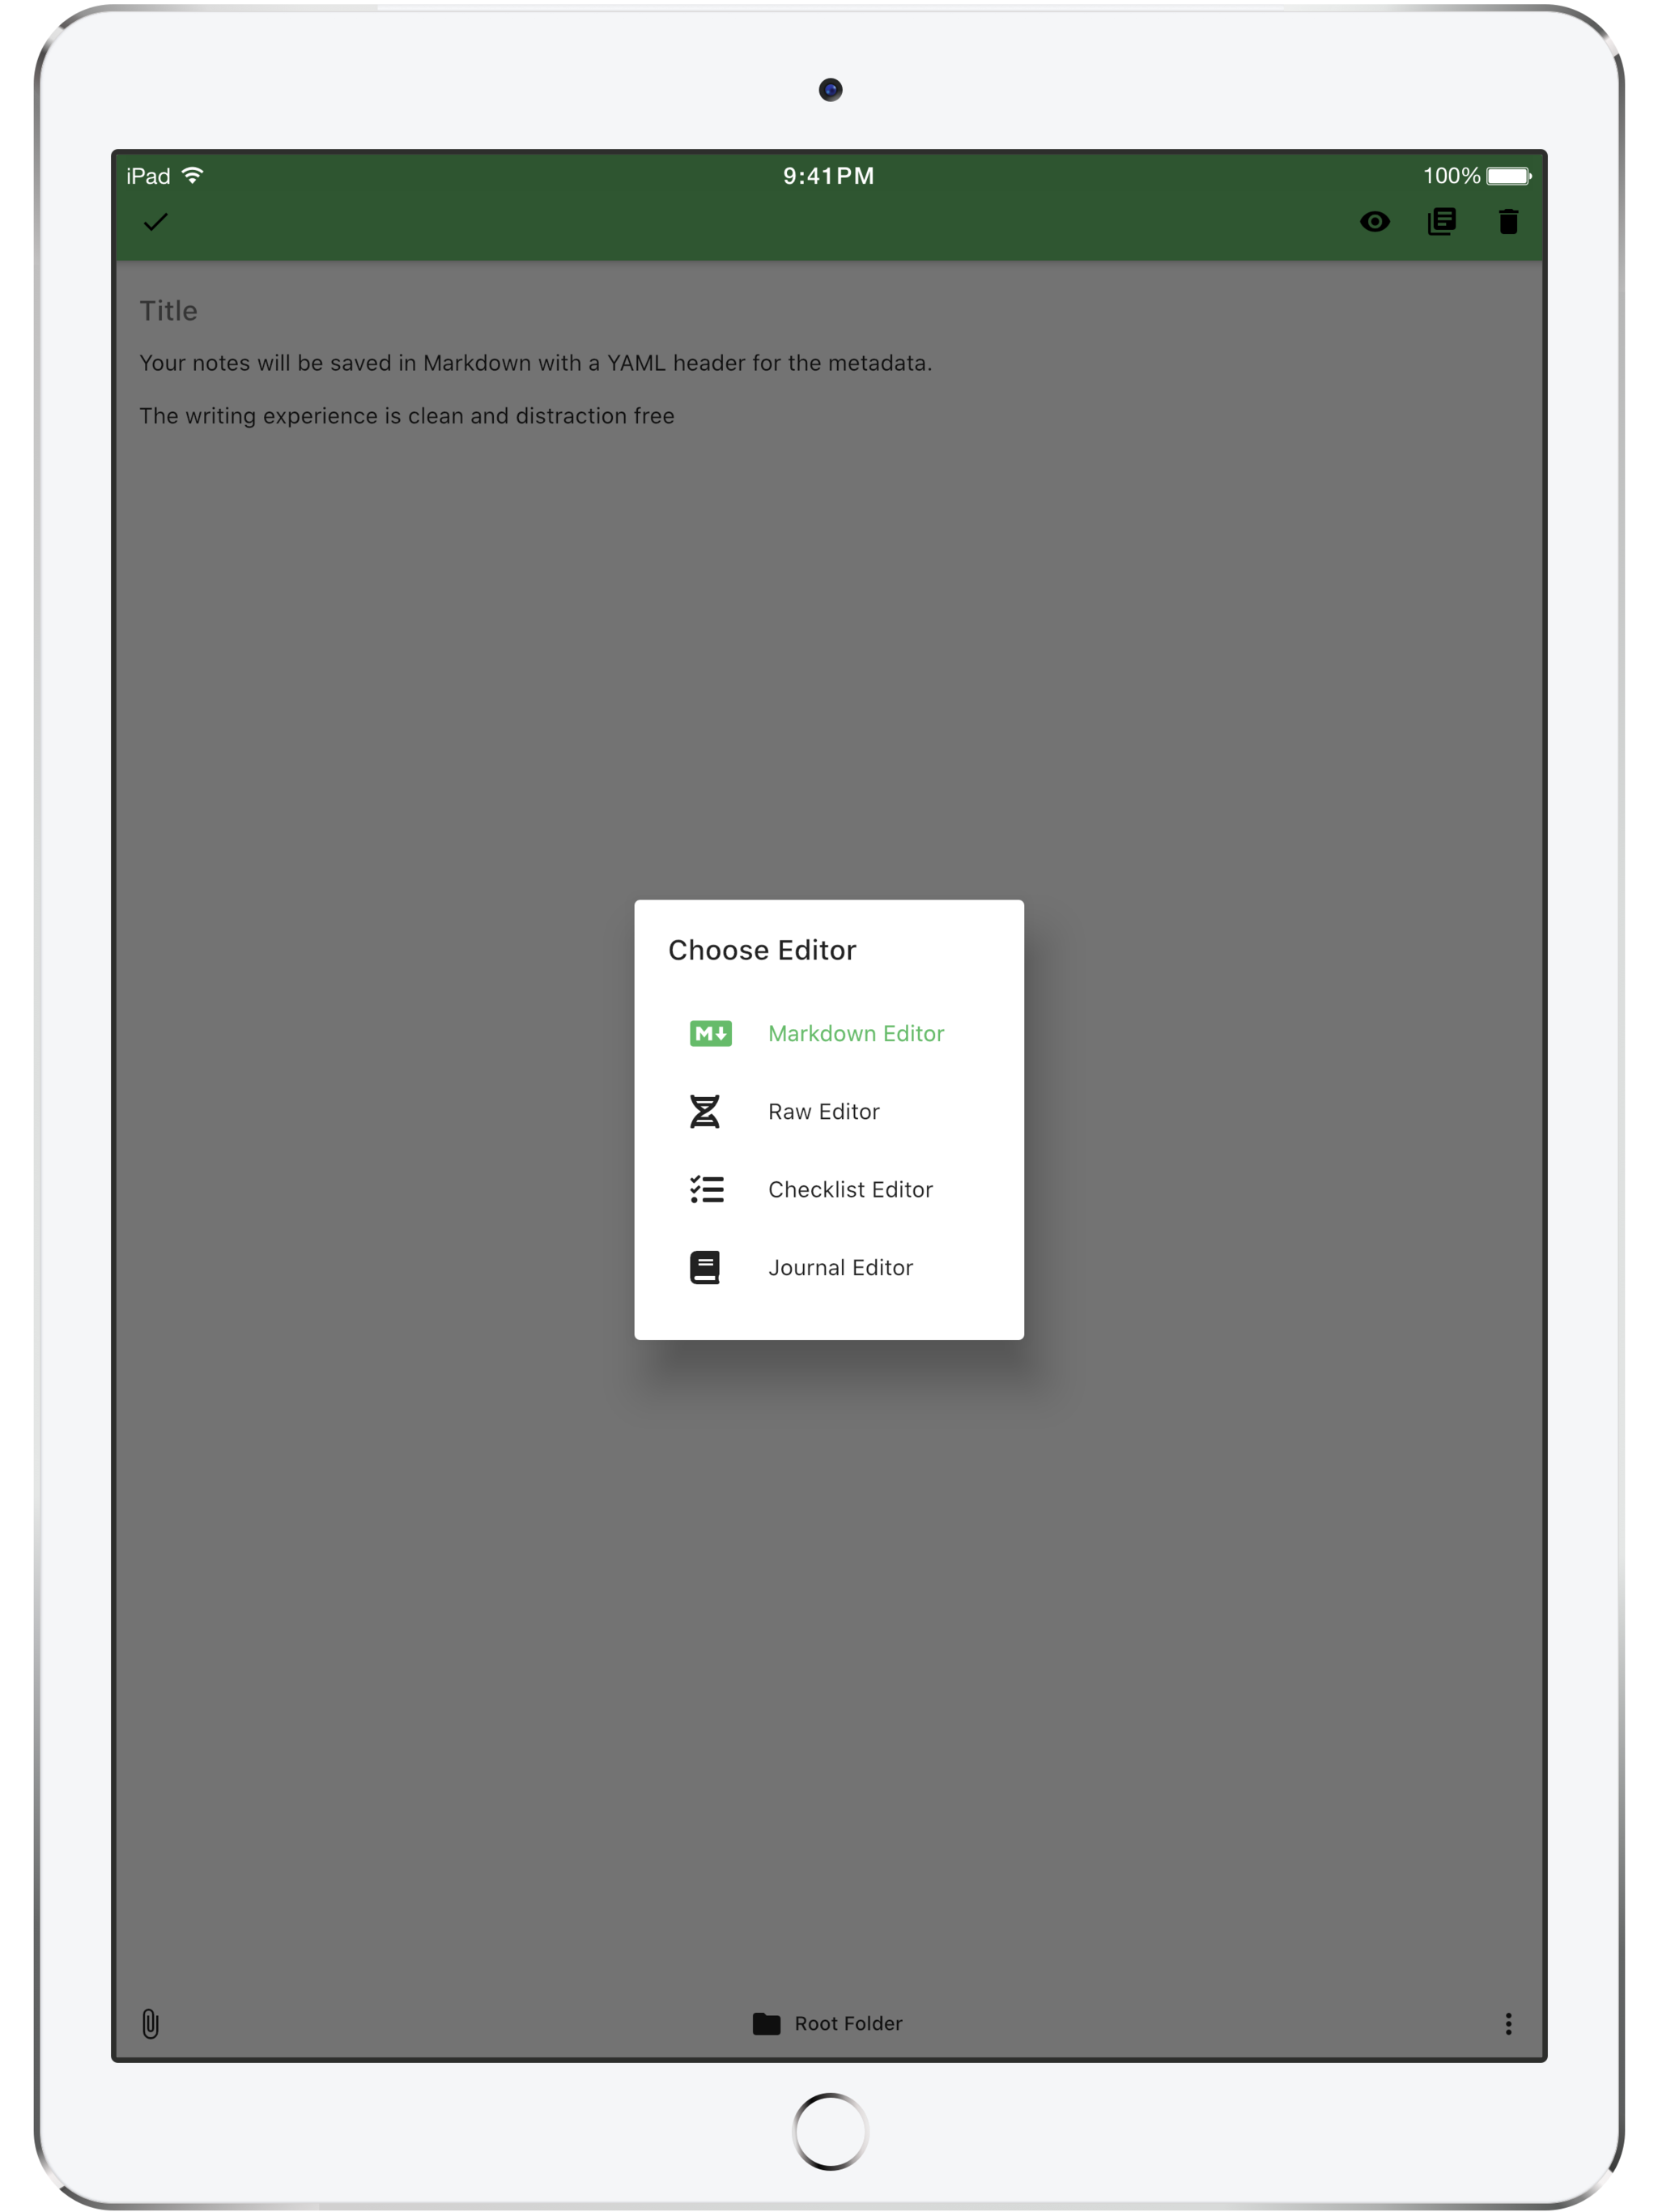 iPad 9:41PM 100%
Title
Your notes will be saved in Markdown with a YAML header for the metadata.
The writing experience is clean and distraction free
Choose Editor
M Markdown Editor
Raw Editor
Checklist Editor
Journal Editor
Root Folder